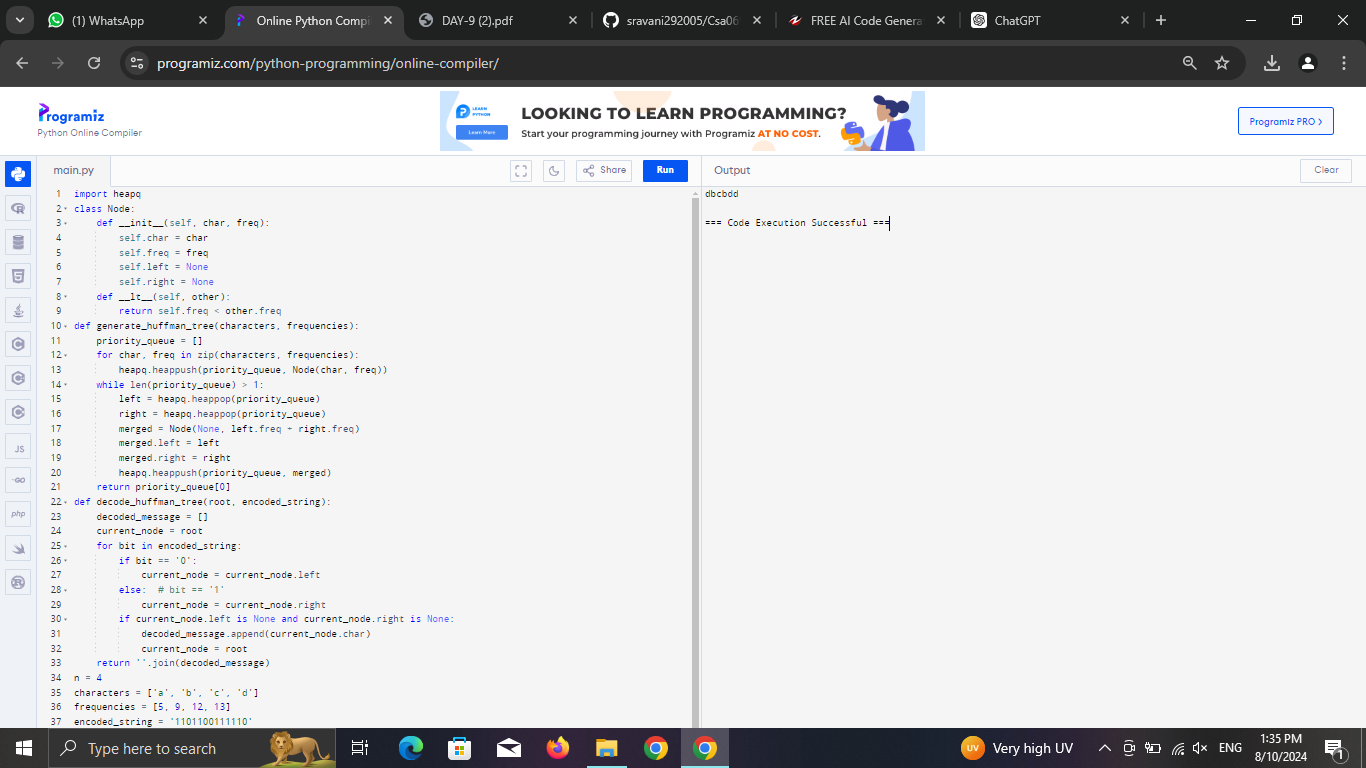 (1) WhatsApp
Online Python Compi
DAY-9 (2).pdf
sravani292005/Csa06
FREE AI Code Genera
ChatGPT
programiz.com/python-programming/online-compiler/
Programiz
Python Online Compiler
LEARN
PYTHON
Learn More
LOOKING TO LEARN PROGRAMMING?
Start your programming journey with Programiz AT NO COST.
Programiz PRO >
main.py
Share
Run
Output
Clear
1 import heapq
2 class Node:
3     def __init__(self, char, freq):
4         self.char = char
5         self.freq = freq
6         self.left = None
7         self.right = None
8     def __lt__(self, other):
9         return self.freq < other.freq
10 def generate_huffman_tree(characters, frequencies):
11     priority_queue = []
12     for char, freq in zip(characters, frequencies):
13         heapq.heappush(priority_queue, Node(char, freq))
14     while len(priority_queue) > 1:
15         left = heapq.heappop(priority_queue)
16         right = heapq.heappop(priority_queue)
17         merged = Node(None, left.freq + right.freq)
18         merged.left = left
19         merged.right = right
20         heapq.heappush(priority_queue, merged)
21     return priority_queue[0]
22 def decode_huffman_tree(root, encoded_string):
23     decoded_message = []
24     current_node = root
25     for bit in encoded_string:
26         if bit == '0':
27             current_node = current_node.left
28         else:  # bit == '1'
29             current_node = current_node.right
30         if current_node.left is None and current_node.right is None:
31             decoded_message.append(current_node.char)
32             current_node = root
33     return ''.join(decoded_message)
34 n = 4
35 characters = ['a', 'b', 'c', 'd']
36 frequencies = [5, 9, 12, 13]
37 encoded_string = '1101100111110'
dbcbdd
=== Code Execution Successful ===
JS
GO
php
Type here to search
UV
Very high UV
ENG
1:35 PM
8/10/2024
1